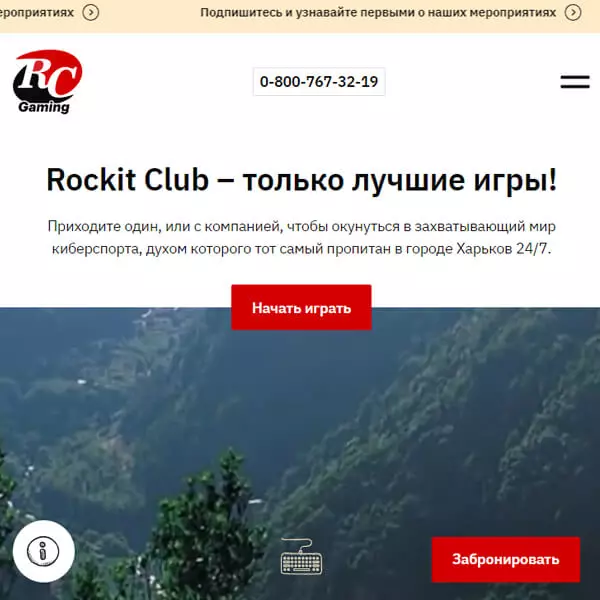 роприятиях
Подпишитесь и узнавайте первыми о наших мероприятиях
RC
Gaming
0-800-767-32-19
Rockit Club – только лучшие игры!
Приходите один, или с компанией, чтобы окунуться в захватывающий мир
киберспорта, духом которого тот самый пропитан в городе Харьков 24/7.
Начать играть
i
Забронировать